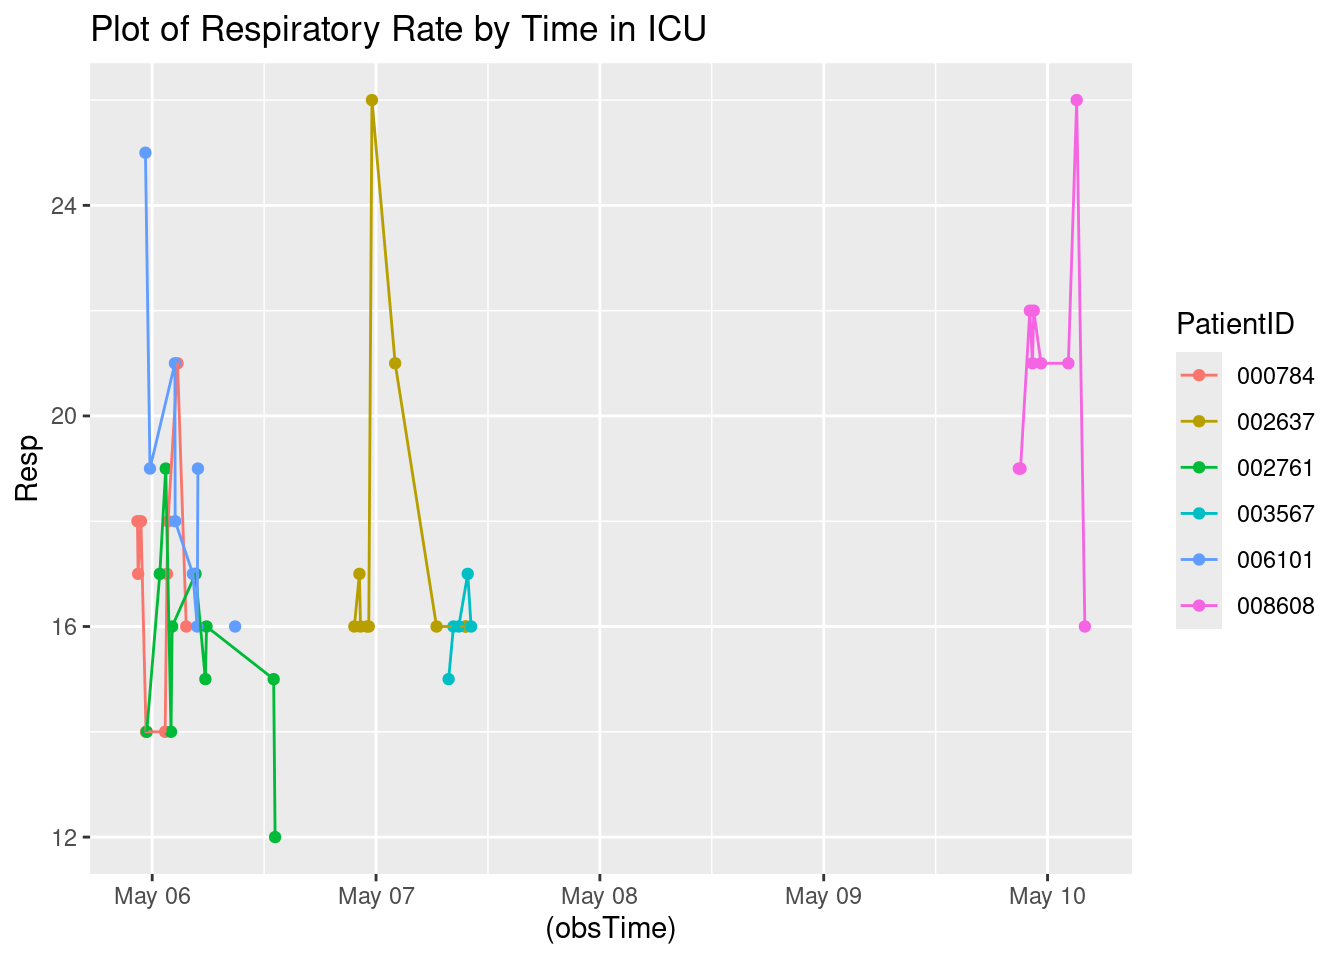 Plot of Respiratory Rate by Time in ICU
Resp
24
20
16
12
May 06
May 07
May 08
May 09
May 10
(obsTime)
PatientID
000784
002637
002761
003567
006101
008608